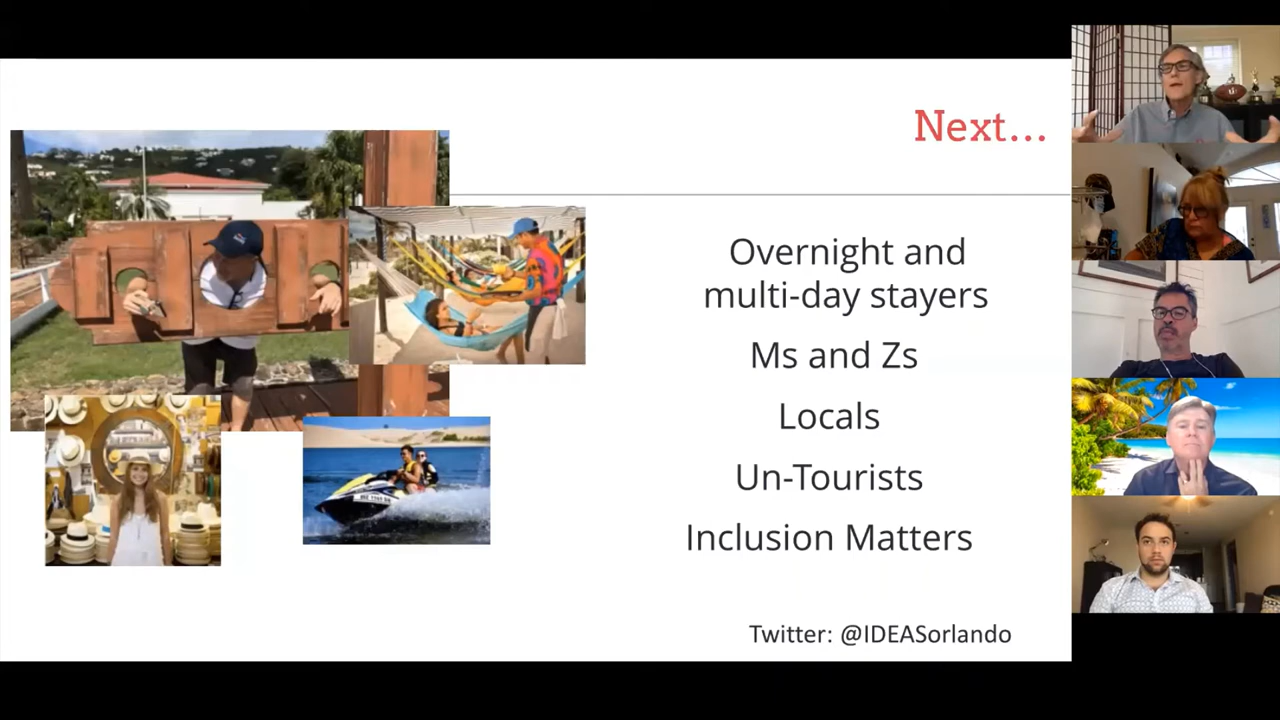 Next...
Overnight and
multi-day stayers
Ms and Zs
Locals
Un-Tourists
Inclusion Matters
Twitter: @IDEASorlando